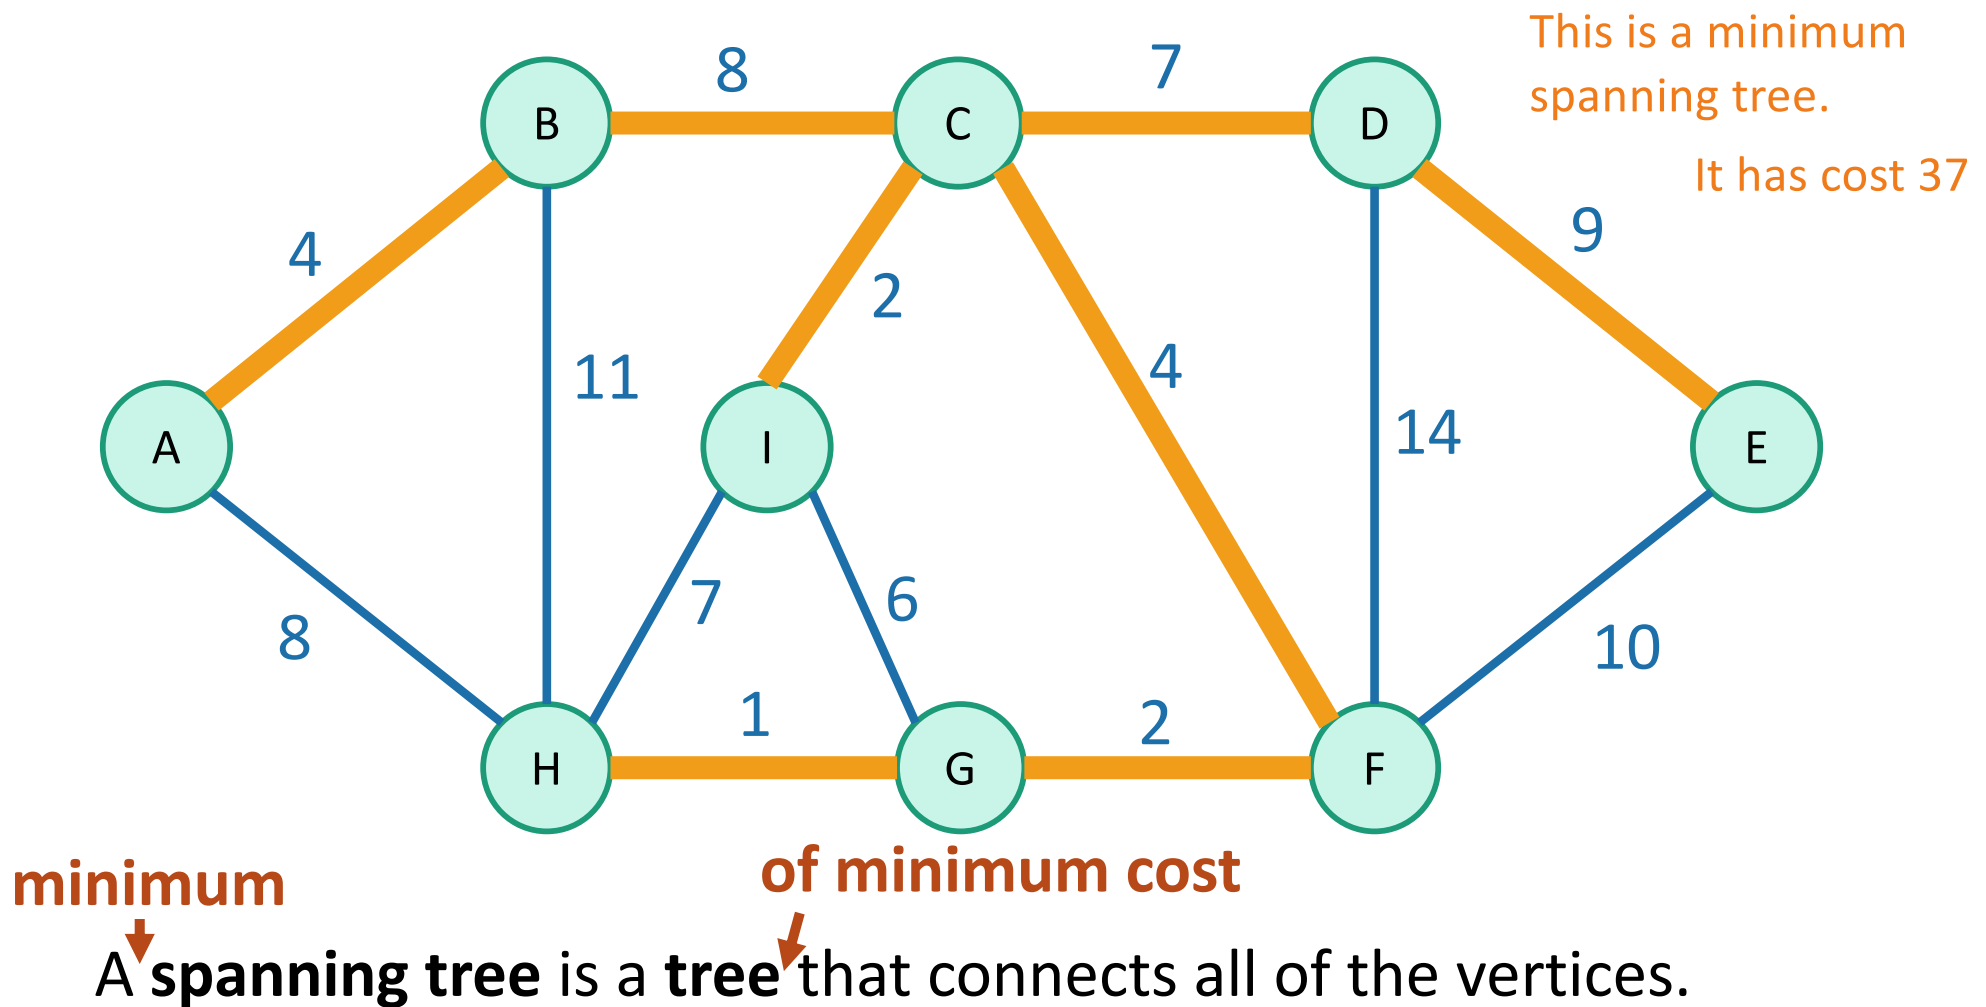 This is a minimum
spanning tree.
It has cost 37
8
7
B
C
D
4
2
9
11
4
14
A
I
E
8
7
6
10
1
2
H
G
F
minimum
of minimum cost
A spanning tree is a tree that connects all of the vertices.